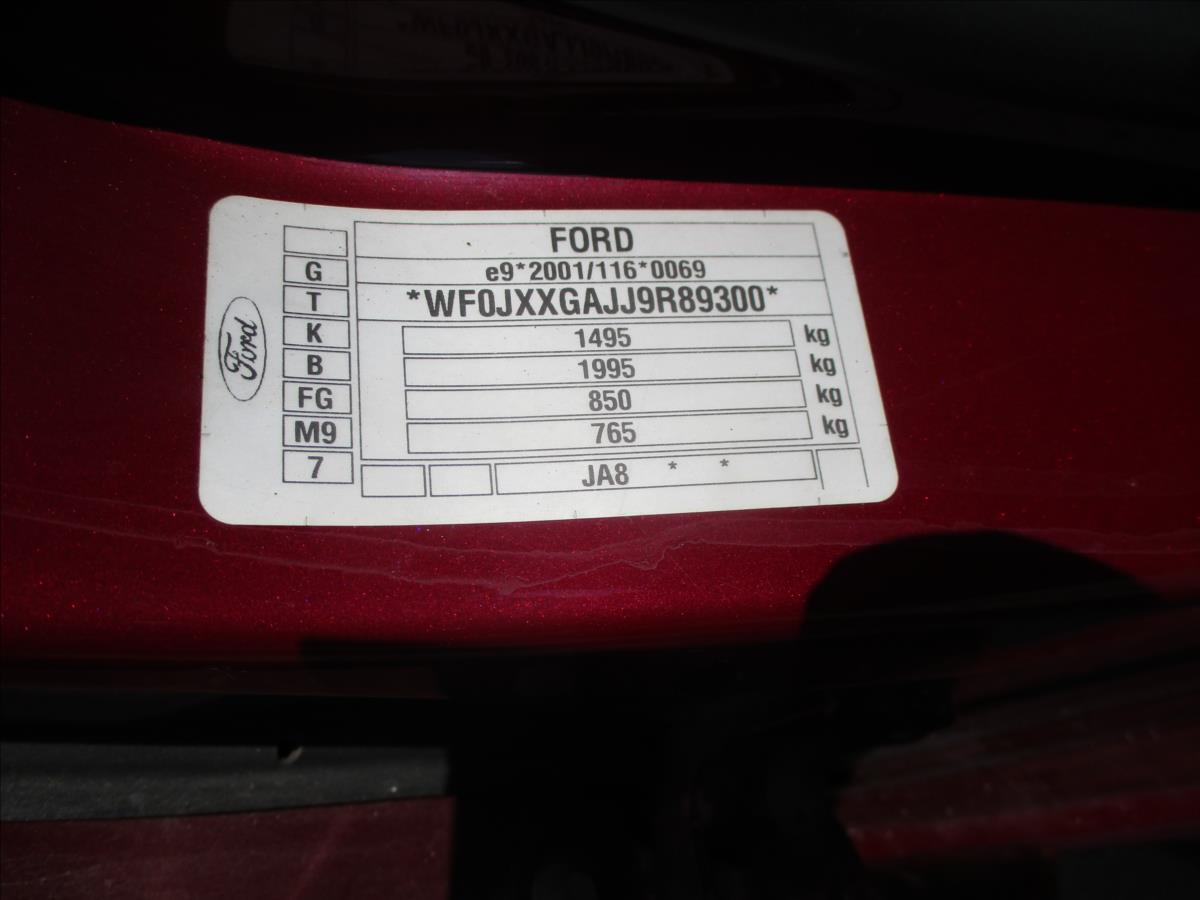 FORD
G e9*2001/116*0069
T *WF0JXXGAJJ9R89300*
K 1495 kg
B 1995 kg
FG 850 kg
M9 765 kg
7 JA8 * *
Ford